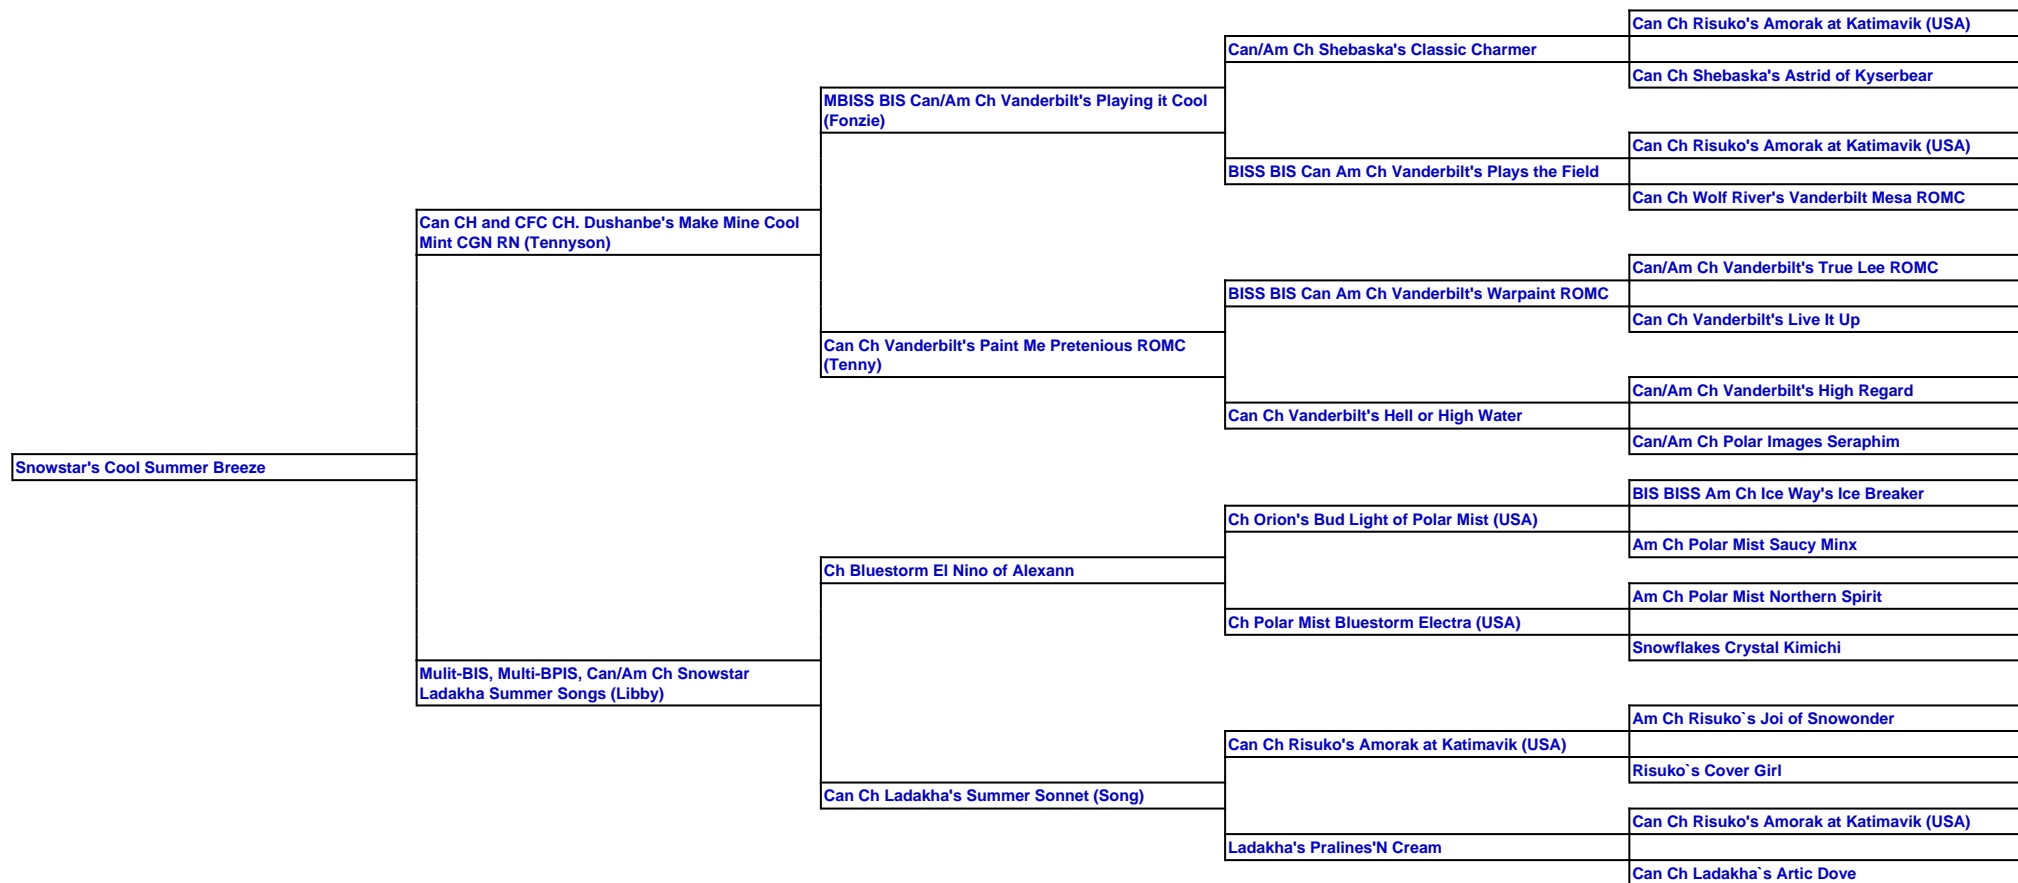 Can Ch Risuko's Amorak at Katimavik (USA)
Can/Am Ch Shebaska's Classic Charmer
Can Ch Shebaska's Astrid of Kyserbear
MBISS BIS Can/Am Ch Vanderbilt's Playing it Cool
(Fonzie)
Can Ch Risuko's Amorak at Katimavik (USA)
BISS BIS Can Am Ch Vanderbilt's Plays the Field
Can Ch Wolf River's Vanderbilt Mesa ROMC
Can CH and CFC CH. Dushanbe's Make Mine Cool
Mint CGN RN (Tennyson)
Can/Am Ch Vanderbilt's True Lee ROMC
BISS BIS Can Am Ch Vanderbilt's Warpaint ROMC
Can Ch Vanderbilt's Live It Up
Can Ch Vanderbilt's Paint Me Pretenious ROMC
(Tenny)
Can/Am Ch Vanderbilt's High Regard
Can Ch Vanderbilt's Hell or High Water
Can/Am Ch Polar Images Seraphim
Snowstar's Cool Summer Breeze
BIS BISS Am Ch Ice Way's Ice Breaker
Ch Orion's Bud Light of Polar Mist (USA)
Am Ch Polar Mist Saucy Minx
Ch Bluestorm El Nino of Alexann
Am Ch Polar Mist Northern Spirit
Ch Polar Mist Bluestorm Electra (USA)
Snowflakes Crystal Kimichi
Mulit-BIS, Multi-BPIS, Can/Am Ch Snowstar
Ladakha Summer Songs (Libby)
Am Ch Risuko`s Joi of Snowonder
Can Ch Risuko's Amorak at Katimavik (USA)
Risuko`s Cover Girl
Can Ch Ladakha's Summer Sonnet (Song)
Can Ch Risuko's Amorak at Katimavik (USA)
Ladakha's Pralines'N Cream
Can Ch Ladakha`s Artic Dove